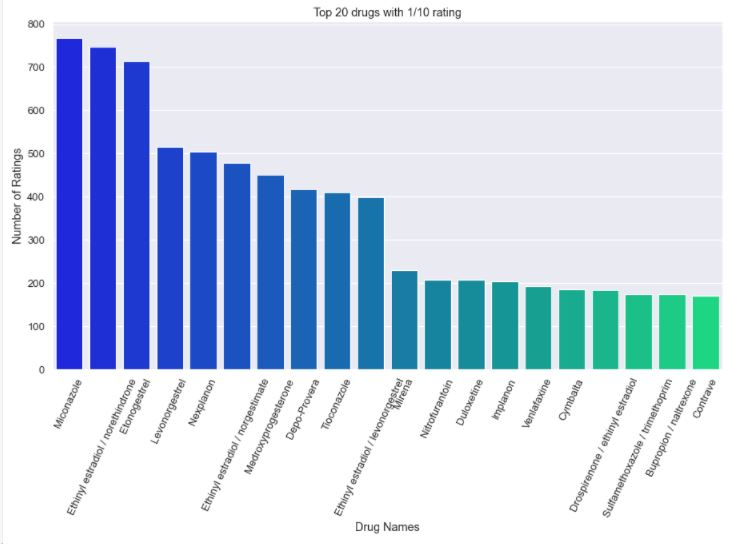 Top 20 drugs with 1/10 rating
800
700
600
500
400
300
200
100
0
Number of Ratings
Miconazole
Ethinyl estradiol / norethindrone
Etonogestrel
Levonorgestrel
Nexplanon
Ethinyl estradiol / norgestimate
Medroxyprogesterone
Depo-Provera
Tioconazole
Ethinyl estradiol / levonorgestrel
Mirena
Nitrofurantoin
Duloxetine
Implanon
Venlafaxine
Cymbalta
Drospirenone / ethinyl estradiol
Sulfamethoxazole / trimethoprim
Bupropion / naltrexone
Contrave
Drug Names